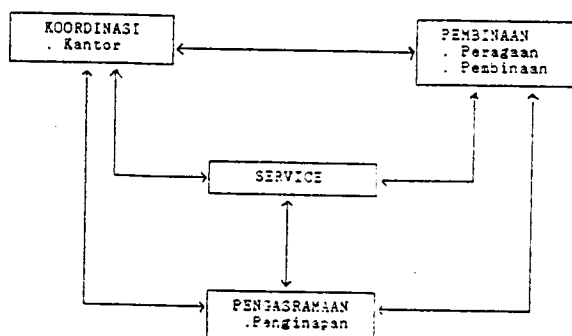 KOORDINASI
. Kantor
PEMBINAAN
. Peragaan
. Pembinaan
SERVICE
PENGASRAMAAN
.Penginapan